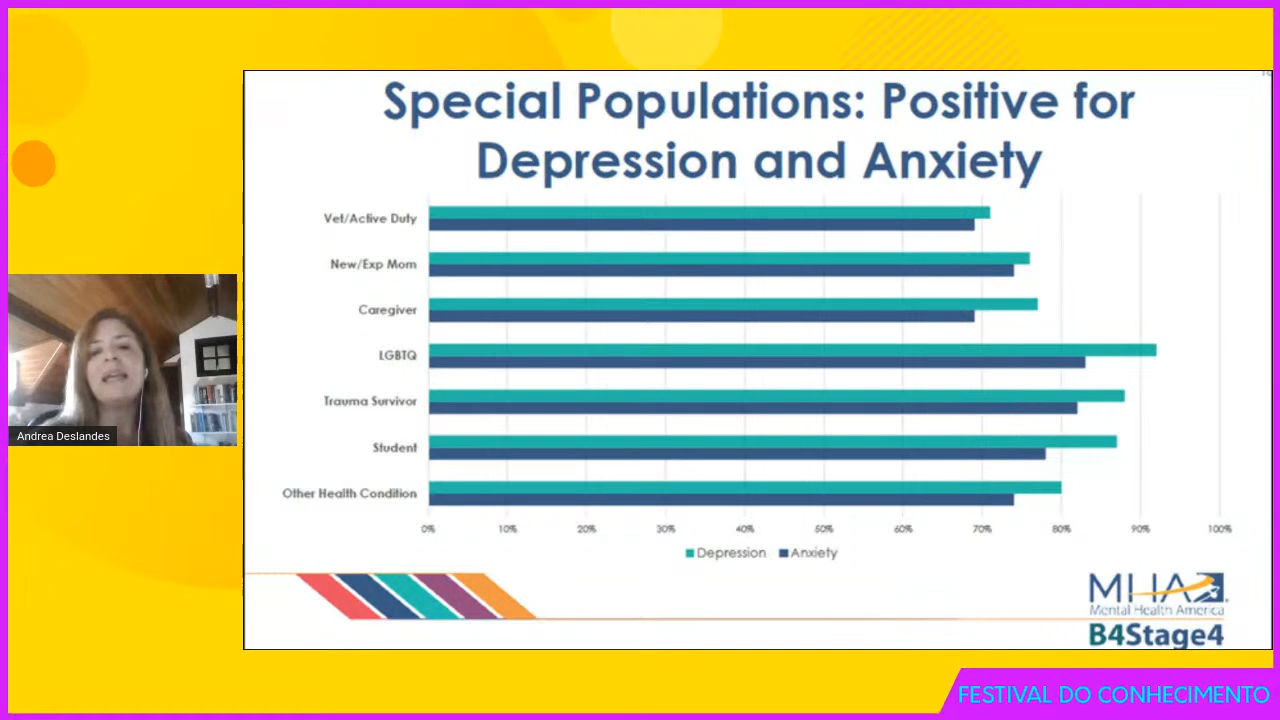 Special Populations: Positive for
Depression and Anxiety
Vet/Active Duty
New/Exp Mom
Caregiver
LGBTQ
Trauma Survivor
Student
Other Health Condition
0% 10% 20% 30% 40% 50% 60% 70% 80% 90% 100%
Depression Anxiety
MHA
Mental Health America
B4Stage4
Andrea Deslandes
FESTIVAL DO CONHECIMENTO